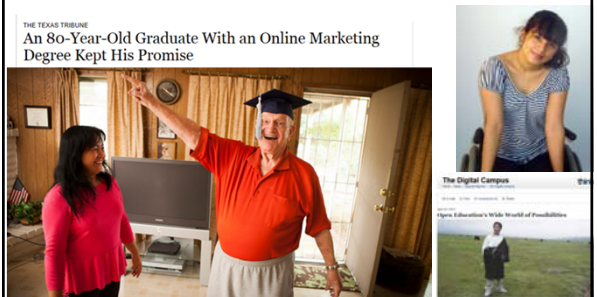 THE TEXAS TRIBUNE
An 80-Year-Old Graduate With an Online Marketing
Degree Kept His Promise
The Digital Campus
Open Education's Wide World of Possibilities